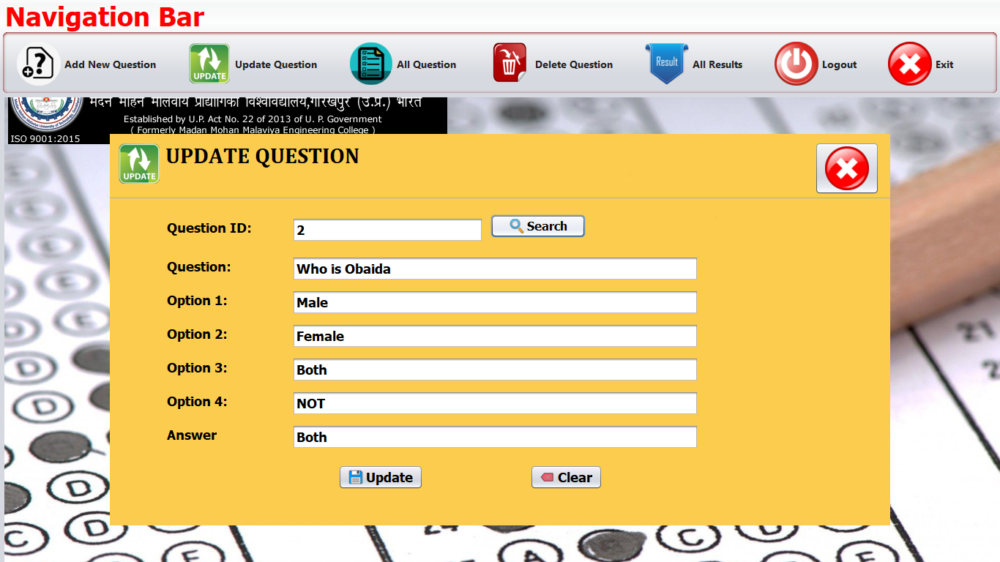 Navigation Bar
Add New Question
UPDATE
Update Question
All Question
Delete Question
Result
All Results
Logout
Exit
मदन मोहन मालवीय प्रौद्योगिकी विश्वविद्यालय,गोरखपुर (उ.प्र.) भारत
Established by U.P. Act No. 22 of 2013 of U. P. Government
( Formerly Madan Mohan Malaviya Engineering College )
ISO 9001:2015
UPDATE
UPDATE QUESTION
Question ID:
2
Search
Question:
Who is Obaida
Option 1:
Male
Option 2:
Female
Option 3:
Both
Option 4:
NOT
Answer
Both
Update
Clear